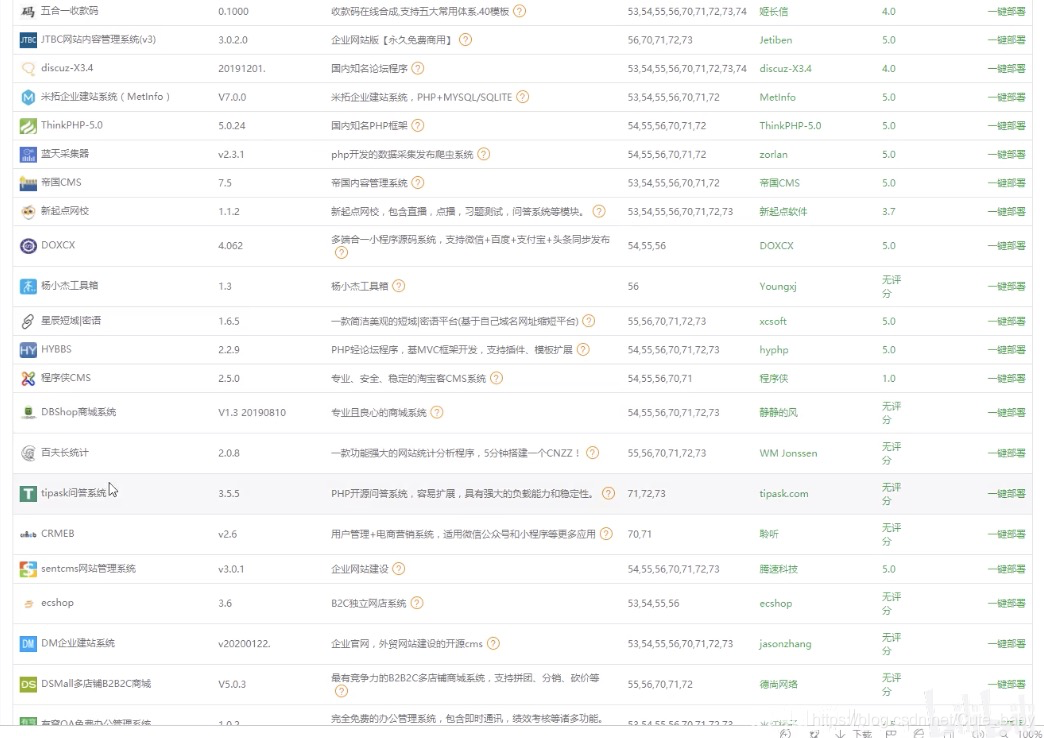 五合一收款码 0.1000 收款码在线合成,支持五大常用体系.40模板 ? 53,54,55,56,70,71,72,73,74 姬长信 4.0 一键部署
JTBC JTBC网站内容管理系统(v3) 3.0.2.0 企业网站版【永久免费商用】 ? 56,70,71,72,73 Jetiben 5.0 一键部署
discuz-X3.4 20191201. 国内知名论坛程序 ? 53,54,55,56,70,71,72,73,74 discuz-X3.4 4.0 一键部署
米拓企业建站系统（MetInfo ） V7.0.0 米拓企业建站系统，PHP+MYSQL/SQLITE ? 53,54,55,56,70,71,72 MetInfo 5.0 一键部署
ThinkPHP-5.0 5.0.24 国内知名PHP框架 ? 54,55,56,70,71,72 ThinkPHP-5.0 5.0 一键部署
蓝天采集器 v2.3.1 php开发的数据采集发布爬虫系统 ? 54,55,56,70,71,72 zorlan 5.0 一键部署
帝国CMS 7.5 帝国内容管理系统 ? 53,54,55,56,70,71,72 帝国CMS 5.0 一键部署
新起点网校 1.1.2 新起点网校，包含直播，点播，习题测试，问答系统等模块。 ? 53,54,55,56,70,71,72,73 新起点软件 3.7 一键部署
DOXCX 4.062 多端合一小程序源码系统，支持微信+百度+支付宝+头条同步发布 54,55,56 DOXCX 5.0 一键部署
?
杨小杰工具箱 1.3 杨小杰工具箱 ? 56 Youngxj 无评 一键部署
分
星辰短域|密语 1.6.5 一款简洁美观的短域|密语平台(基于自己域名网址缩短平台) ? 55,56,70,71,72,73 xcsoft 5.0 一键部署
HY HYBBS 2.2.9 PHP轻论坛程序，基MVC框架开发，支持插件、模板扩展 ? 54,55,56,70,71,72,73 hyphp 5.0 一键部署
程序侠CMS 2.5.0 专业、安全、稳定的淘宝客CMS系统 ? 54,55,56,70,71 程序侠 1.0 一键部署
DBShop商城系统 V1.3 20190810 专业且良心的商城系统 ? 54,55,56,70,71,72,73 静静的风 无评 一键部署
分
百夫长统计 2.0.8 一款功能强大的网站统计分析程序，5分钟搭建一个CNZZ！ ? 55,56,70,71,72,73 WM Jonssen 无评 一键部署
分
T tipask问答系统 3.5.5 PHP开源问答系统，容易扩展，具有强大的负载能力和稳定性。 ? 71,72,73 tipask.com 无评 一键部署
分
CRMEB v2.6 用户管理+电商营销系统，适用微信公众号和小程序等更多应用 ? 70,71 聆听 无评 一键部署
分
sentcms网站管理系统 v3.0.1 企业网站建设 ? 54,55,56,70,71,72,73 腾速科技 5.0 一键部署
ecshop 3.6 B2C独立网店系统 ? 53,54,55,56 ecshop 无评 一键部署
分
DM DM企业建站系统 v20200122. 企业官网，外贸网站建设的开源cms ? 53,54,55,56,70,71,72,73 jasonzhang 无评 一键部署
分
DS DSMall多店铺B2B2C商城 V5.0.3 最有竞争力的B2B2C多店铺商城系统，支持拼团、分销、砍价等 55,56,70,71,72 德尚网络 无评 一键部署
? 分
完全免费的办公管理系统，包含即时通讯，绩效考核等诸多功能。
OA免费办公管理系统 1.0.2 53,54,55,56,70,71,72,73 一键部署
下载 100%